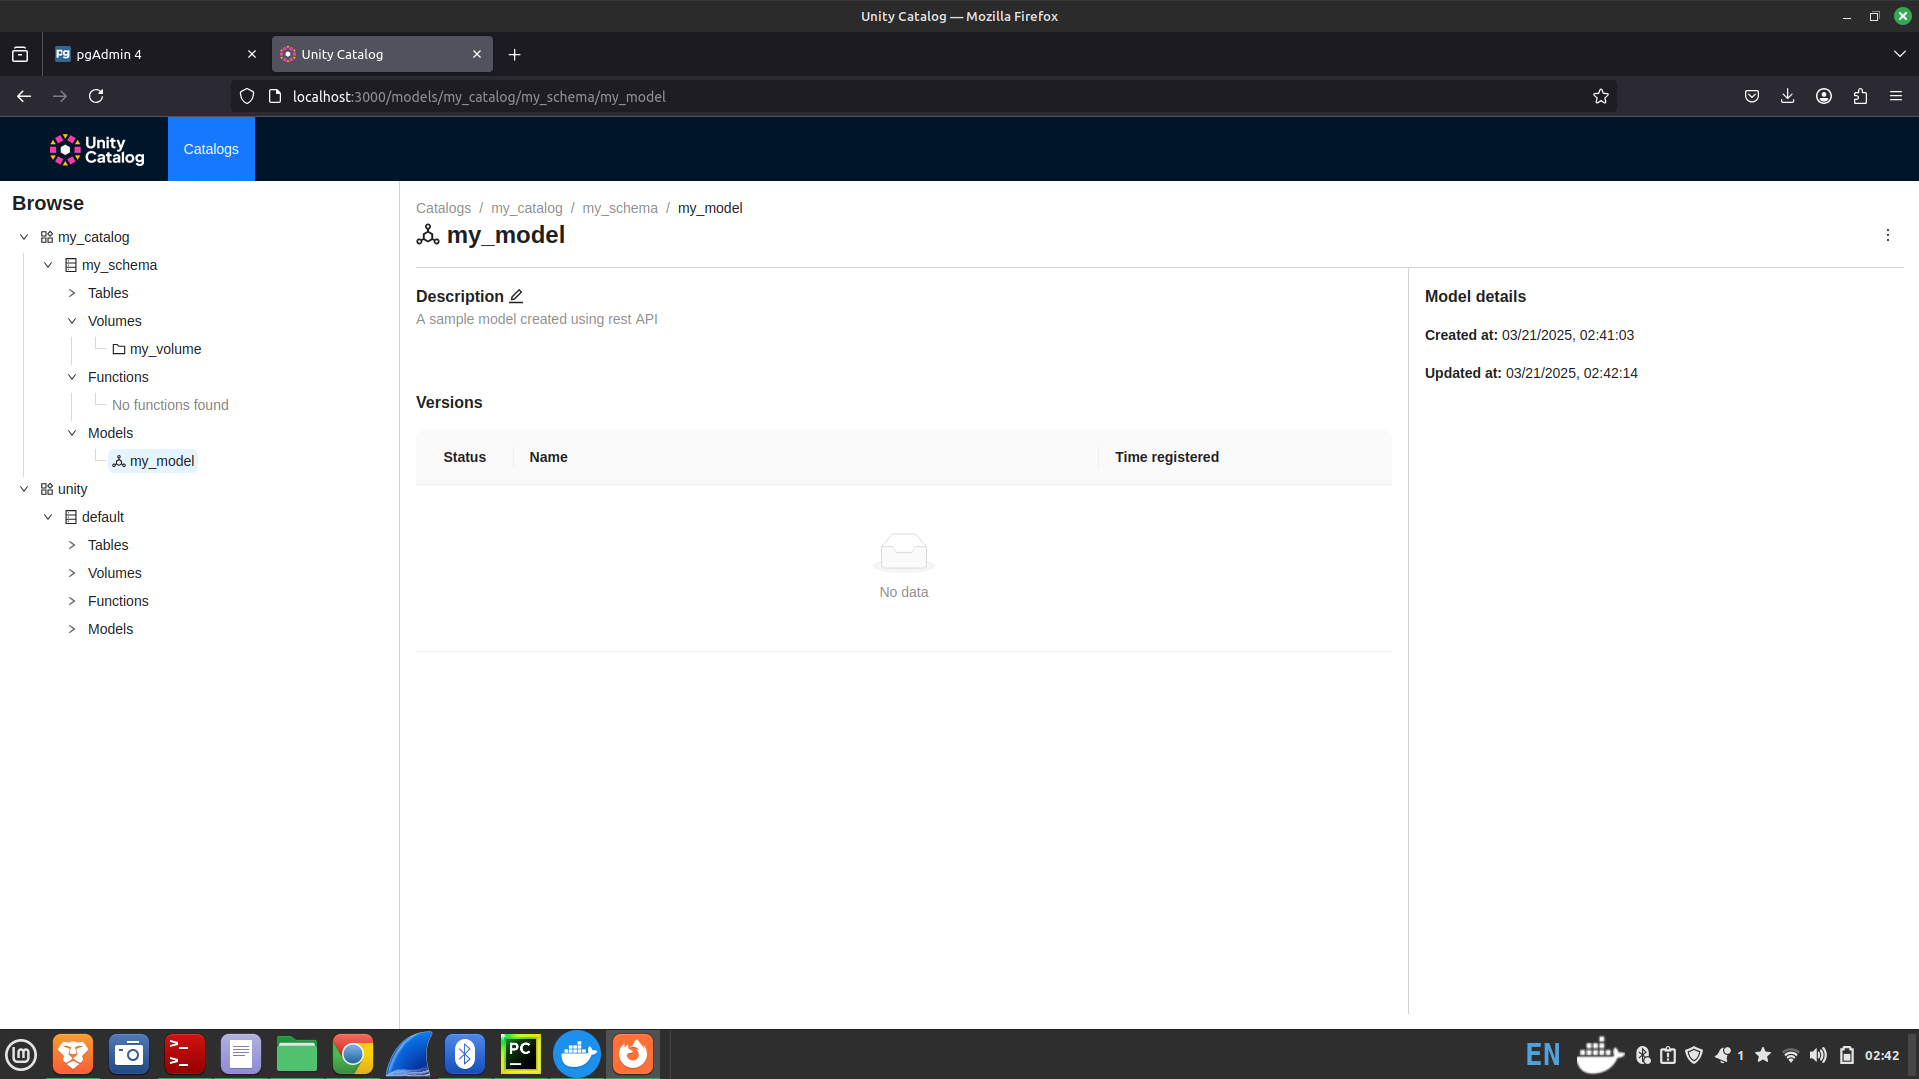 Unity Catalog — Mozilla Firefox
pgAdmin 4
Unity Catalog
localhost:3000/models/my_catalog/my_schema/my_model
Unity Catalog
Catalogs
Browse
my_catalog
my_schema
Tables
Volumes
my_volume
Functions
No functions found
Models
my_model
unity
default
Tables
Volumes
Functions
Models
Catalogs / my_catalog / my_schema / my_model
my_model
Description
A sample model created using rest API
Versions
Status Name Time registered
No data
Model details
Created at: 03/21/2025, 02:41:03
Updated at: 03/21/2025, 02:42:14
PC
EN
1
02:42